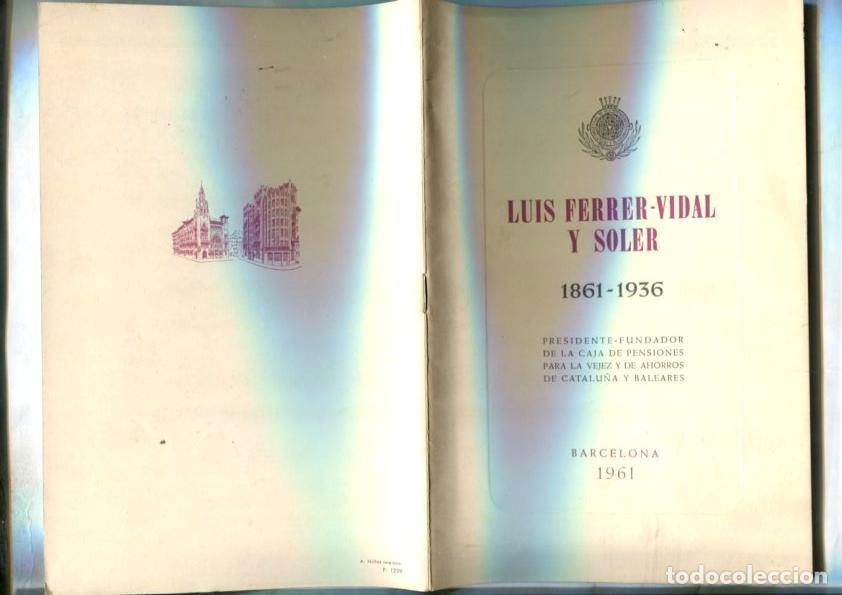 LUIS FERRER-VIDAL
Y SOLER
1861-1936
PRESIDENTE-FUNDADOR
DE LA CAJA DE PENSIONES
PARA LA VEJEZ Y DE AHORROS
DE CATALUÑA Y BALEARES
BARCELONA
1961
A. Núñez
todocoleccion